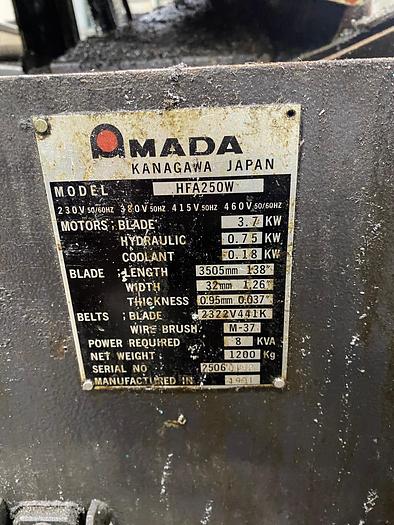 AMADA
KANAGAWA JAPAN
MODEL HFA250W
230V 50/60HZ 380V 50HZ 415V 50HZ 460V 50/60HZ
MOTORS ; BLADE 3.7 KW
HYDRAULIC 0.75 KW
COOLANT 0.18 KW
BLADE ; LENGTH 3505mm 138"
WIDTH 32mm 1.26"
THICKNESS 0.95mm 0.037"
BELTS ; BLADE 2322V441K
WIRE BRUSH M-37
POWER REQUIRED 8 KVA
NET WEIGHT 1200 Kg
SERIAL NO
MANUFACTURED IN 1991